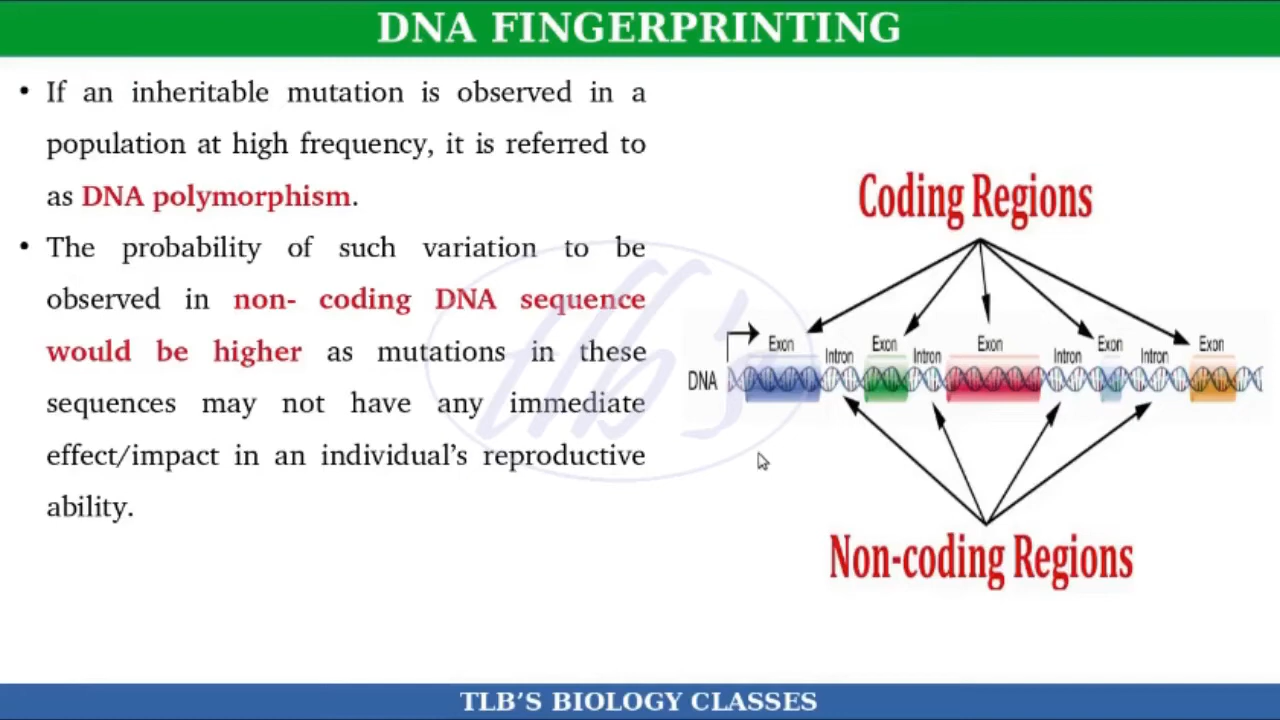 DNA FINGERPRINTING
• If an inheritable mutation is observed in a
population at high frequency, it is referred to
as DNA polymorphism.
• The probability of such variation to be
observed in non- coding DNA sequence
would be higher as mutations in these
sequences may not have any immediate
effect/impact in an individual's reproductive
ability.
Coding Regions
Exon Intron Exon Intron Exon Intron Exon Intron Exon
DNA
Non-coding Regions
tlb's
TLB'S BIOLOGY CLASSES